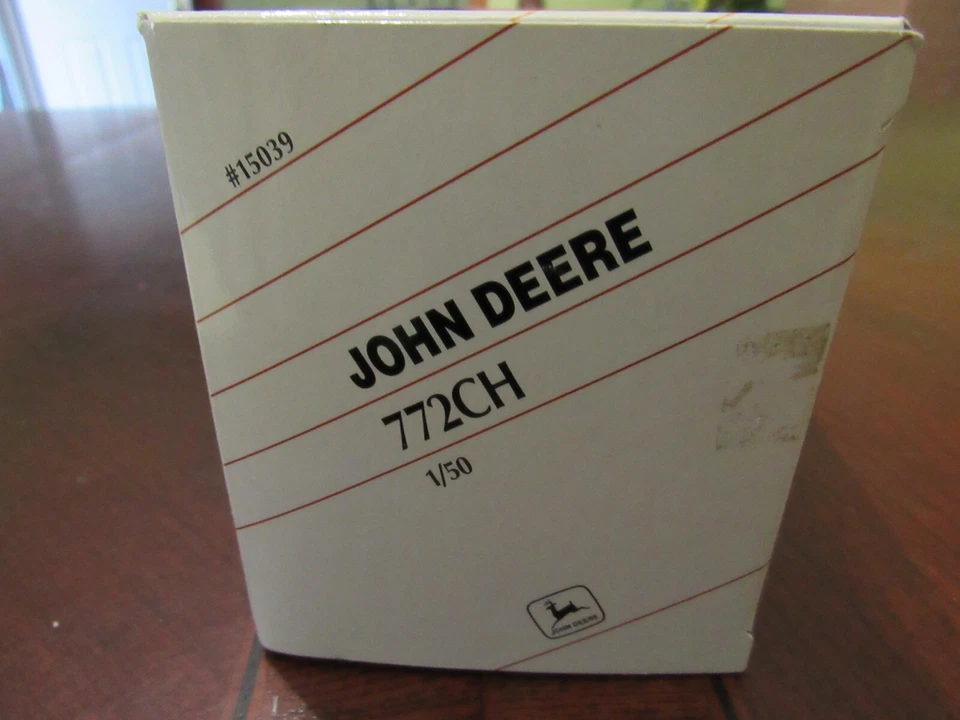 #15039
JOHN DEERE
772CH
1/50
JOHN DEERE